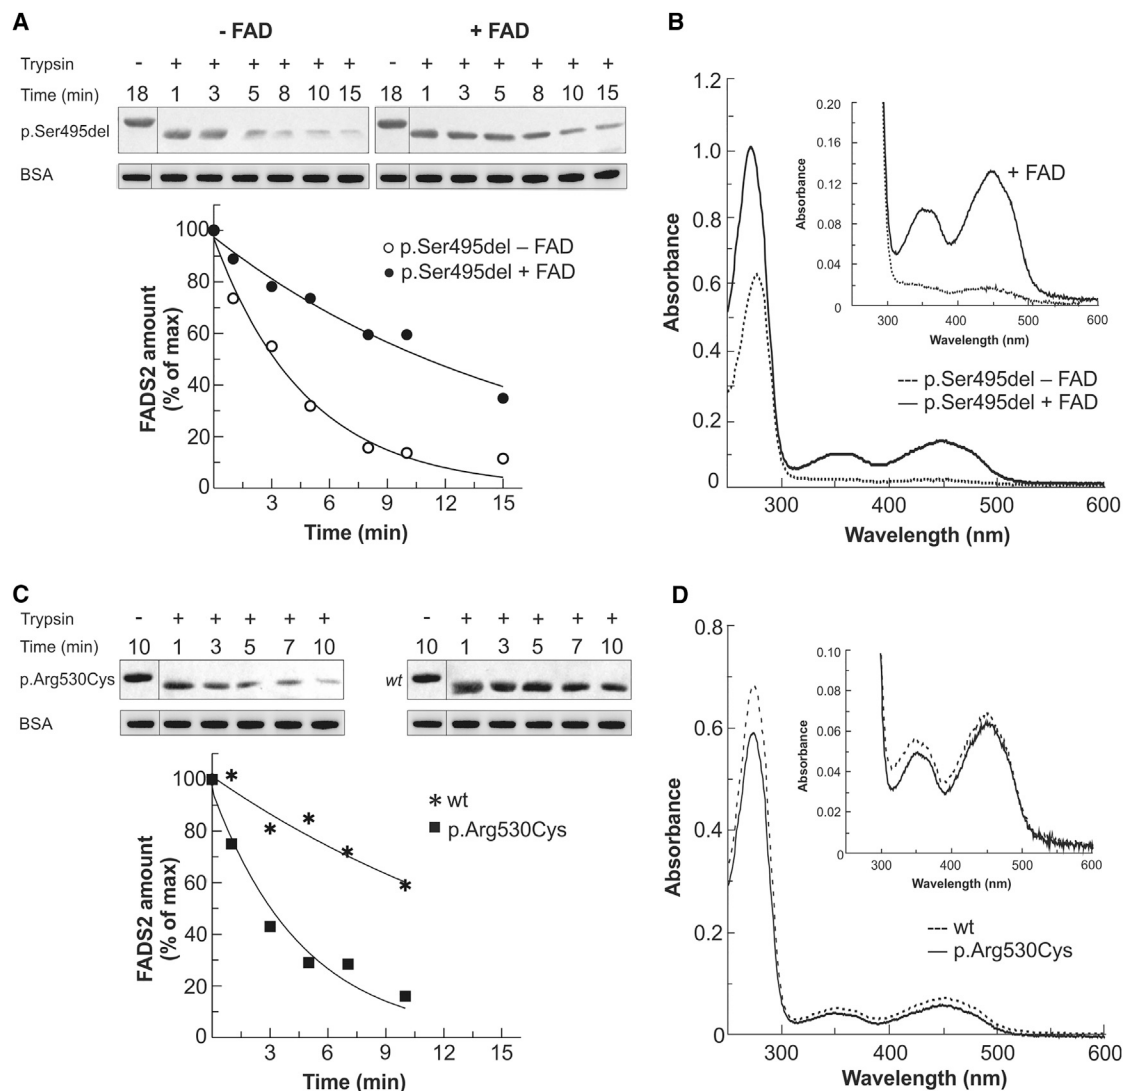 A
- FAD + FAD
Trypsin - + + + + + + - + + + + + +
Time (min) 18 1 3 5 8 10 15 18 1 3 5 8 10 15
p.Ser495del
BSA
100
80
60
40
20
0
FADS2 amount
(% of max)
p.Ser495del – FAD
p.Ser495del + FAD
3 6 9 12 15
Time (min)
B
1.2
1.0
0.8
0.6
0.4
0.2
0
Absorbance
0.20
0.16
0.12
0.08
0.04
0
Absorbance
+ FAD
300 400 500 600
Wavelength (nm)
p.Ser495del – FAD
p.Ser495del + FAD
300 400 500 600
Wavelength (nm)
C
Trypsin - + + + + + - + + + + +
Time (min) 10 1 3 5 7 10 10 1 3 5 7 10
p.Arg530Cys wt
BSA
100
80
60
40
20
0
FADS2 amount
(% of max)
wt
p.Arg530Cys
3 6 9 12 15
Time (min)
D
0.8
0.6
0.4
0.2
0
Absorbance
0.10
0.08
0.06
0.04
0.02
0
Absorbance
300 400 500 600
Wavelength (nm)
wt
p.Arg530Cys
300 400 500 600
Wavelength (nm)